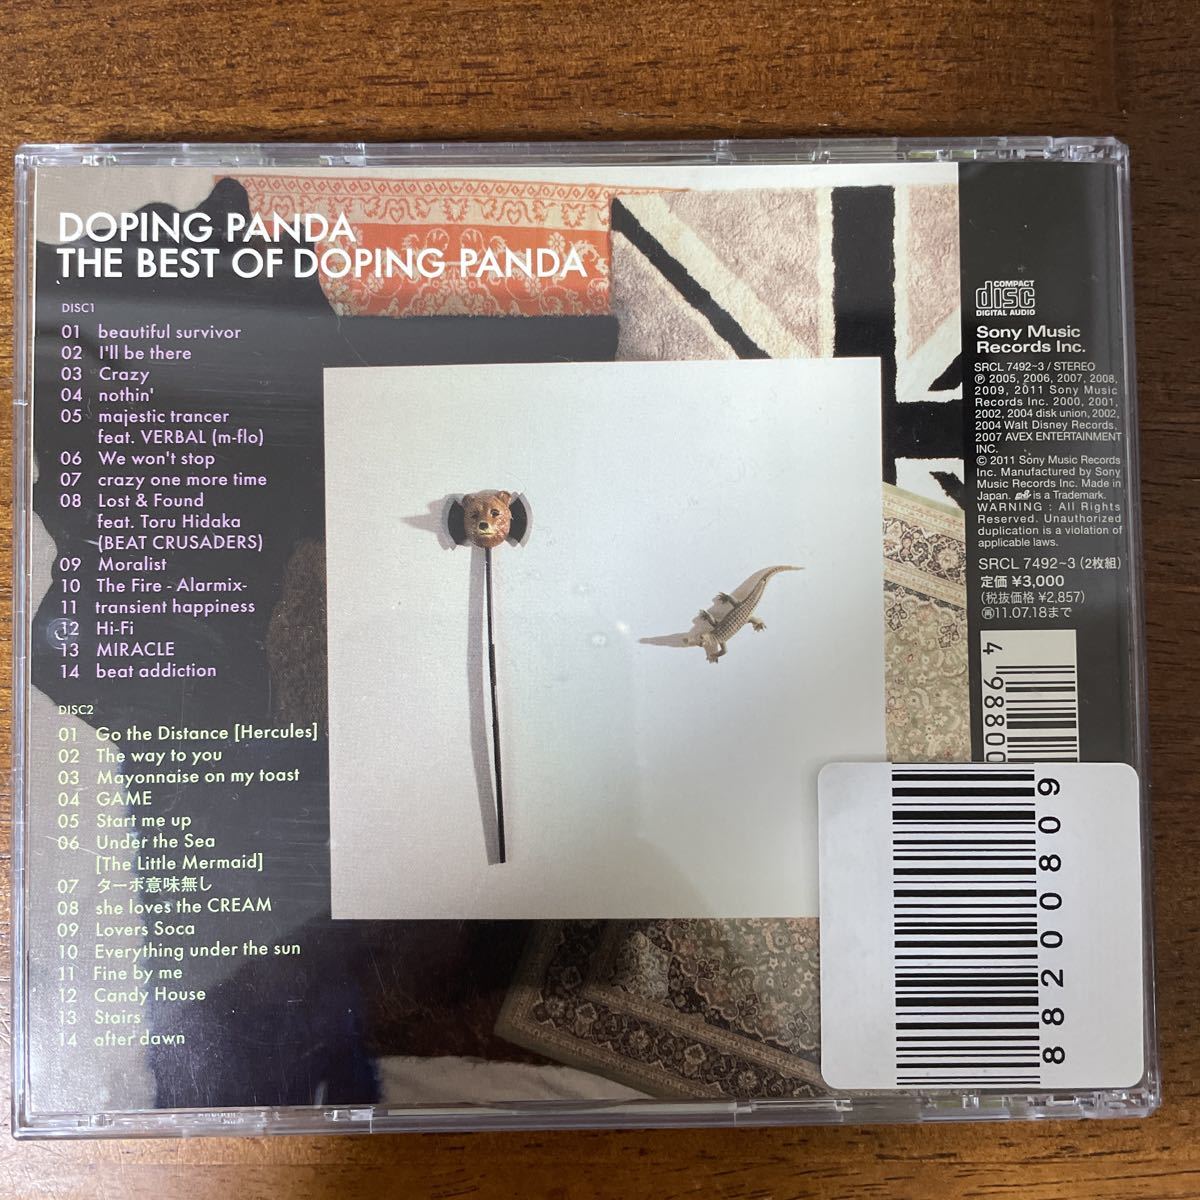 DOPING PANDA
THE BEST OF DOPING PANDA
DISC1
01 beautiful survivor
02 I'll be there
03 Crazy
04 nothin'
05 majestic trancer
feat. VERBAL (m-flo)
06 We won't stop
07 crazy one more time
08 Lost & Found
feat. Toru Hidaka
(BEAT CRUSADERS)
09 Moralist
10 The Fire - Alarmix-
11 transient happiness
12 Hi-Fi
13 MIRACLE
14 beat addiction
DISC2
01 Go the Distance [Hercules]
02 The way to you
03 Mayonnaise on my toast
04 GAME
05 Start me up
06 Under the Sea
[The Little Mermaid]
07 ターボ意味無し
08 she loves the CREAM
09 Lovers Soca
10 Everything under the sun
11 Fine by me
12 Candy House
13 Stairs
14 after dawn
COMPACT
disc
DIGITAL AUDIO
Sony Music
Records Inc.
SRCL 7492~3 / STEREO
Ⓟ 2005, 2006, 2007, 2008,
2009, 2011 Sony Music
Records Inc. 2000, 2001,
2002, 2004 disk union, 2002,
2004 Walt Disney Records,
2007 AVEX ENTERTAINMENT
INC.
© 2011 Sony Music Records
Inc. Manufactured by Sony
Music Records Inc. Made in
Japan. is a Trademark.
WARNING : All Rights
Reserved. Unauthorized
duplication is a violation of
applicable laws.
SRCL 7492~3 (2枚組)
定価 ¥3,000
(税抜価格 ¥2,857)
㊢11.07.18まで
4 98800
88200809